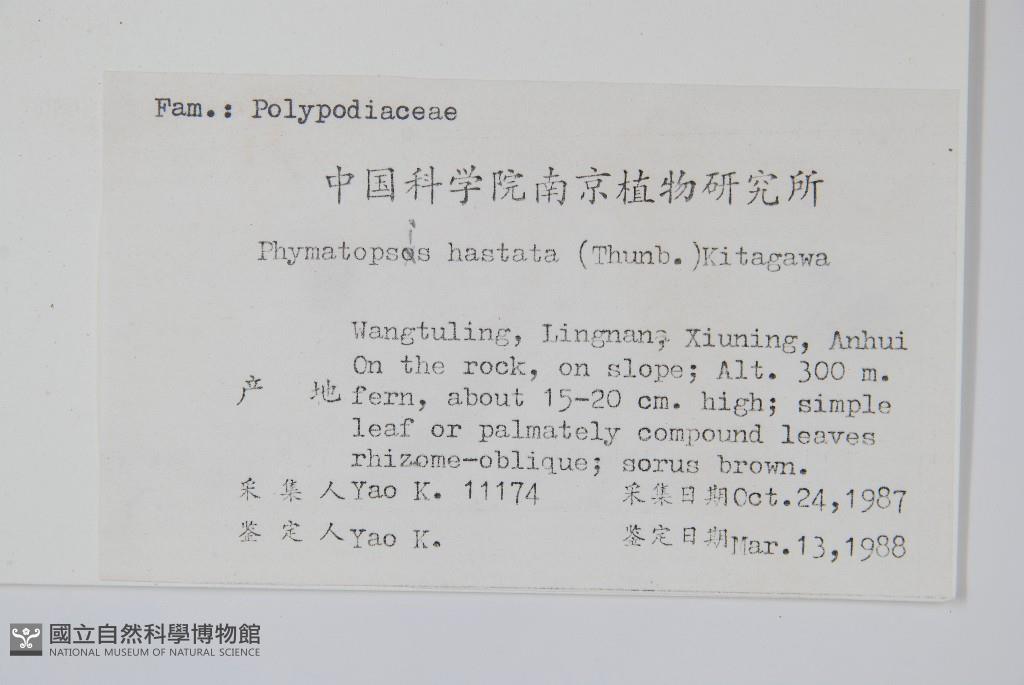 Fam.: Polypodiaceae
中国科学院南京植物研究所
Phymatopsis hastata (Thunb.)Kitagawa
Wangtuling, Lingnan, Xiuning, Anhui
On the rock, on slope; Alt. 300 m.
产 地 fern, about 15-20 cm. high; simple
leaf or palmately compound leaves
rhizome-oblique; sorus brown.
采 集 人 Yao K. 11174 采集日期 Oct.24,1987
鉴 定 人 Yao K. 鉴定日期 Mar.13,1988
國立自然科學博物館
NATIONAL MUSEUM OF NATURAL SCIENCE